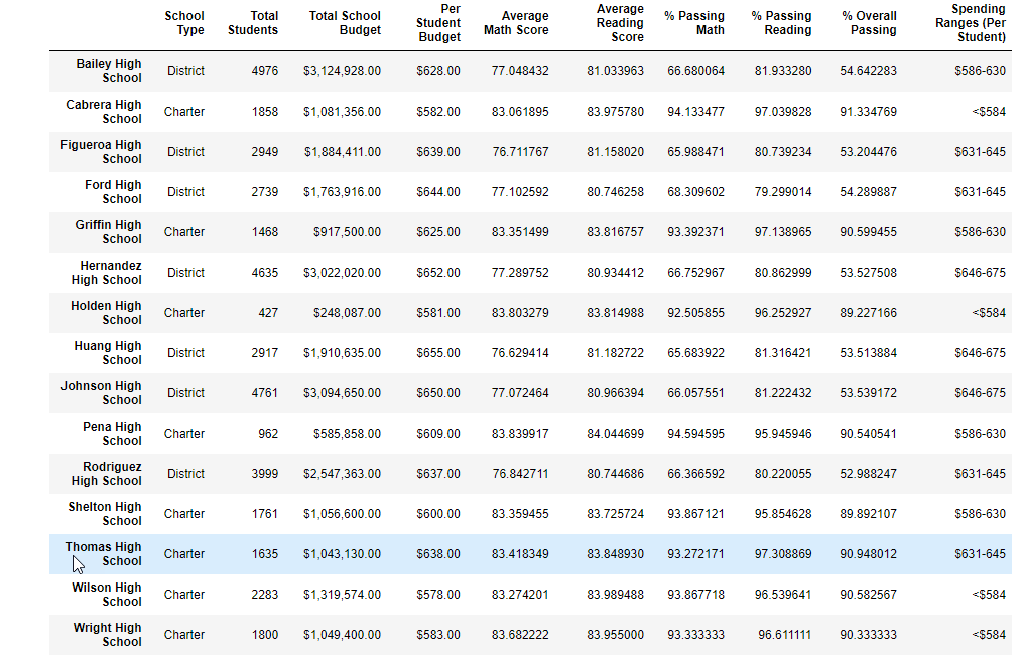 School Type Total Students Total School Budget Per Student Budget Average Math Score Average Reading Score % Passing Math % Passing Reading % Overall Passing Spending Ranges (Per Student)
Bailey High School District 4976 $3,124,928.00 $628.00 77.048432 81.033963 66.680064 81.933280 54.642283 $586-630
Cabrera High School Charter 1858 $1,081,356.00 $582.00 83.061895 83.975780 94.133477 97.039828 91.334769 <$584
Figueroa High School District 2949 $1,884,411.00 $639.00 76.711767 81.158020 65.988471 80.739234 53.204476 $631-645
Ford High School District 2739 $1,763,916.00 $644.00 77.102592 80.746258 68.309602 79.299014 54.289887 $631-645
Griffin High School Charter 1468 $917,500.00 $625.00 83.351499 83.816757 93.392371 97.138965 90.599455 $586-630
Hernandez High School District 4635 $3,022,020.00 $652.00 77.289752 80.934412 66.752967 80.862999 53.527508 $646-675
Holden High School Charter 427 $248,087.00 $581.00 83.803279 83.814988 92.505855 96.252927 89.227166 <$584
Huang High School District 2917 $1,910,635.00 $655.00 76.629414 81.182722 65.683922 81.316421 53.513884 $646-675
Johnson High School District 4761 $3,094,650.00 $650.00 77.072464 80.966394 66.057551 81.222432 53.539172 $646-675
Pena High School Charter 962 $585,858.00 $609.00 83.839917 84.044699 94.594595 95.945946 90.540541 $586-630
Rodriguez High School District 3999 $2,547,363.00 $637.00 76.842711 80.744686 66.366592 80.220055 52.988247 $631-645
Shelton High School Charter 1761 $1,056,600.00 $600.00 83.359455 83.725724 93.867121 95.854628 89.892107 $586-630
Thomas High School Charter 1635 $1,043,130.00 $638.00 83.418349 83.848930 93.272171 97.308869 90.948012 $631-645
Wilson High School Charter 2283 $1,319,574.00 $578.00 83.274201 83.989488 93.867718 96.539641 90.582567 <$584
Wright High School Charter 1800 $1,049,400.00 $583.00 83.682222 83.955000 93.333333 96.611111 90.333333 <$584